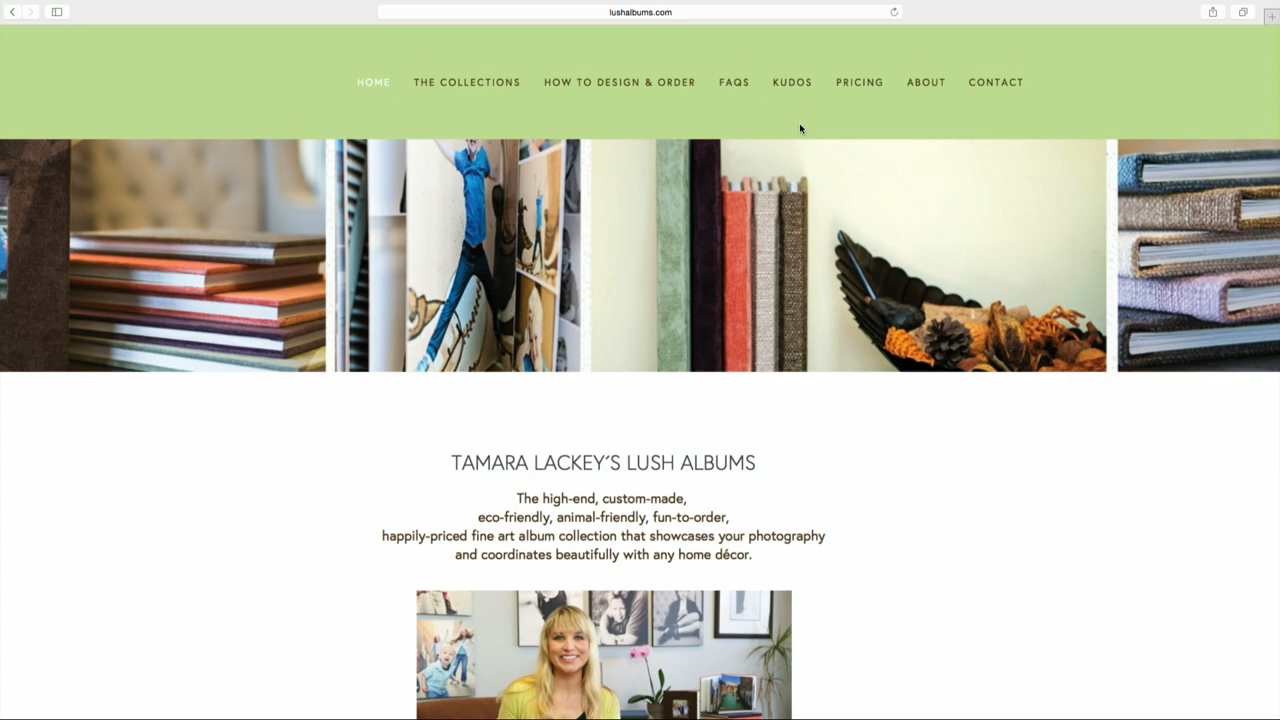 lushalbums.com
HOME THE COLLECTIONS HOW TO DESIGN & ORDER FAQS KUDOS PRICING ABOUT CONTACT
TAMARA LACKEY´S LUSH ALBUMS
The high-end, custom-made,
eco-friendly, animal-friendly, fun-to-order,
happily-priced fine art album collection that showcases your photography
and coordinates beautifully with any home décor.